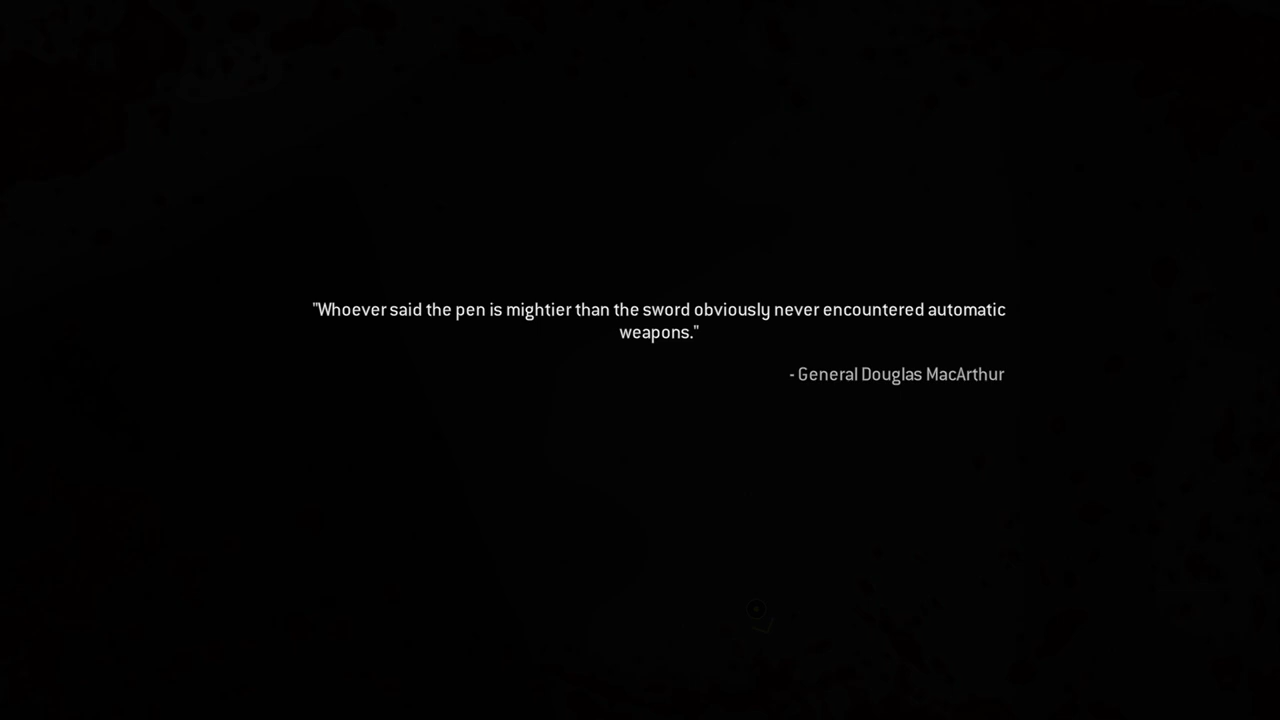 "Whoever said the pen is mightier than the sword obviously never encountered automatic
weapons."
- General Douglas MacArthur